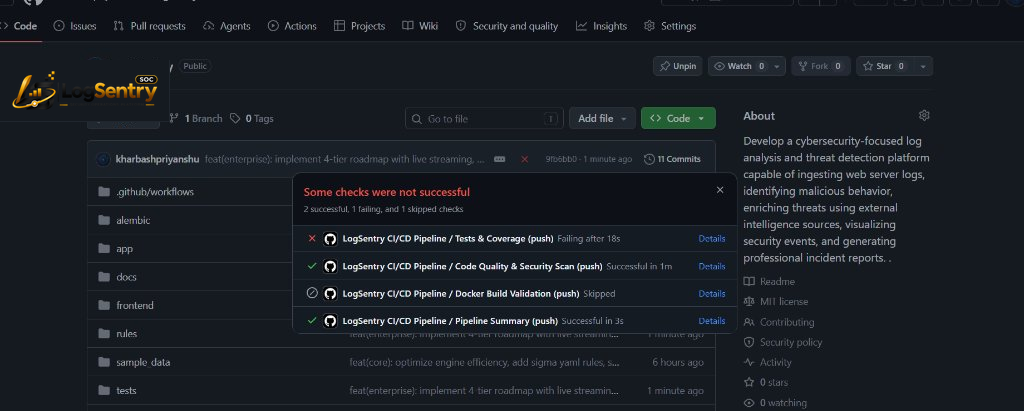 Code Issues Pull requests Agents Actions Projects Wiki Security and quality Insights Settings
LogSentry SOC
Public
Unpin Watch 0 Fork 0 Star 0
1 Branch 0 Tags
Go to file
Add file
Code
kharbashpriyanshu feat(enterprise): implement 4-tier roadmap with live streaming, ...
9fb6bb0 · 1 minute ago
11 Commits
Some checks were not successful
2 successful, 1 failing, and 1 skipped checks
LogSentry CI/CD Pipeline / Tests & Coverage (push) Failing after 18s Details
LogSentry CI/CD Pipeline / Code Quality & Security Scan (push) Successful in 1m Details
LogSentry CI/CD Pipeline / Docker Build Validation (push) Skipped Details
LogSentry CI/CD Pipeline / Pipeline Summary (push) Successful in 3s Details
.github/workflows
alembic
app
docs
frontend
rules feat(enterprise): implement 4-tier roadmap with live streamin... 1 minute ago
sample_data feat(core): optimize engine efficiency, add sigma yaml rules, s... 6 hours ago
tests feat(enterprise): implement 4-tier roadmap with live streamin... 1 minute ago
About
Develop a cybersecurity-focused log
analysis and threat detection platform
capable of ingesting web server logs,
identifying malicious behavior,
enriching threats using external
intelligence sources, visualizing
security events, and generating
professional incident reports. .
Readme
MIT license
Contributing
Security policy
Activity
0 stars
0 watching